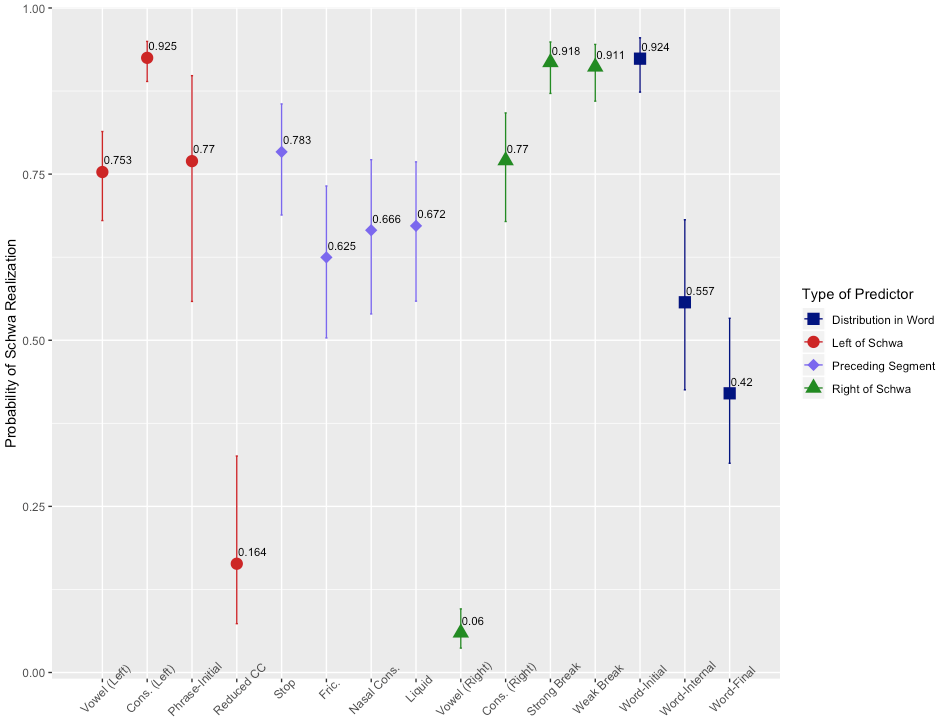 Probability of Schwa Realization
1.00
0.75
0.50
0.25
0.00
0.753
0.925
0.77
0.164
0.783
0.625
0.666
0.672
0.06
0.77
0.918
0.911
0.924
0.557
0.42
Vowel (Left)
Cons. (Left)
Phrase-Initial
Reduced CC
Stop
Fric.
Nasal Cons.
Liquid
Vowel (Right)
Cons. (Right)
Strong Break
Weak Break
Word-Initial
Word-Internal
Word-Final
Type of Predictor
Distribution in Word
Left of Schwa
Preceding Segment
Right of Schwa